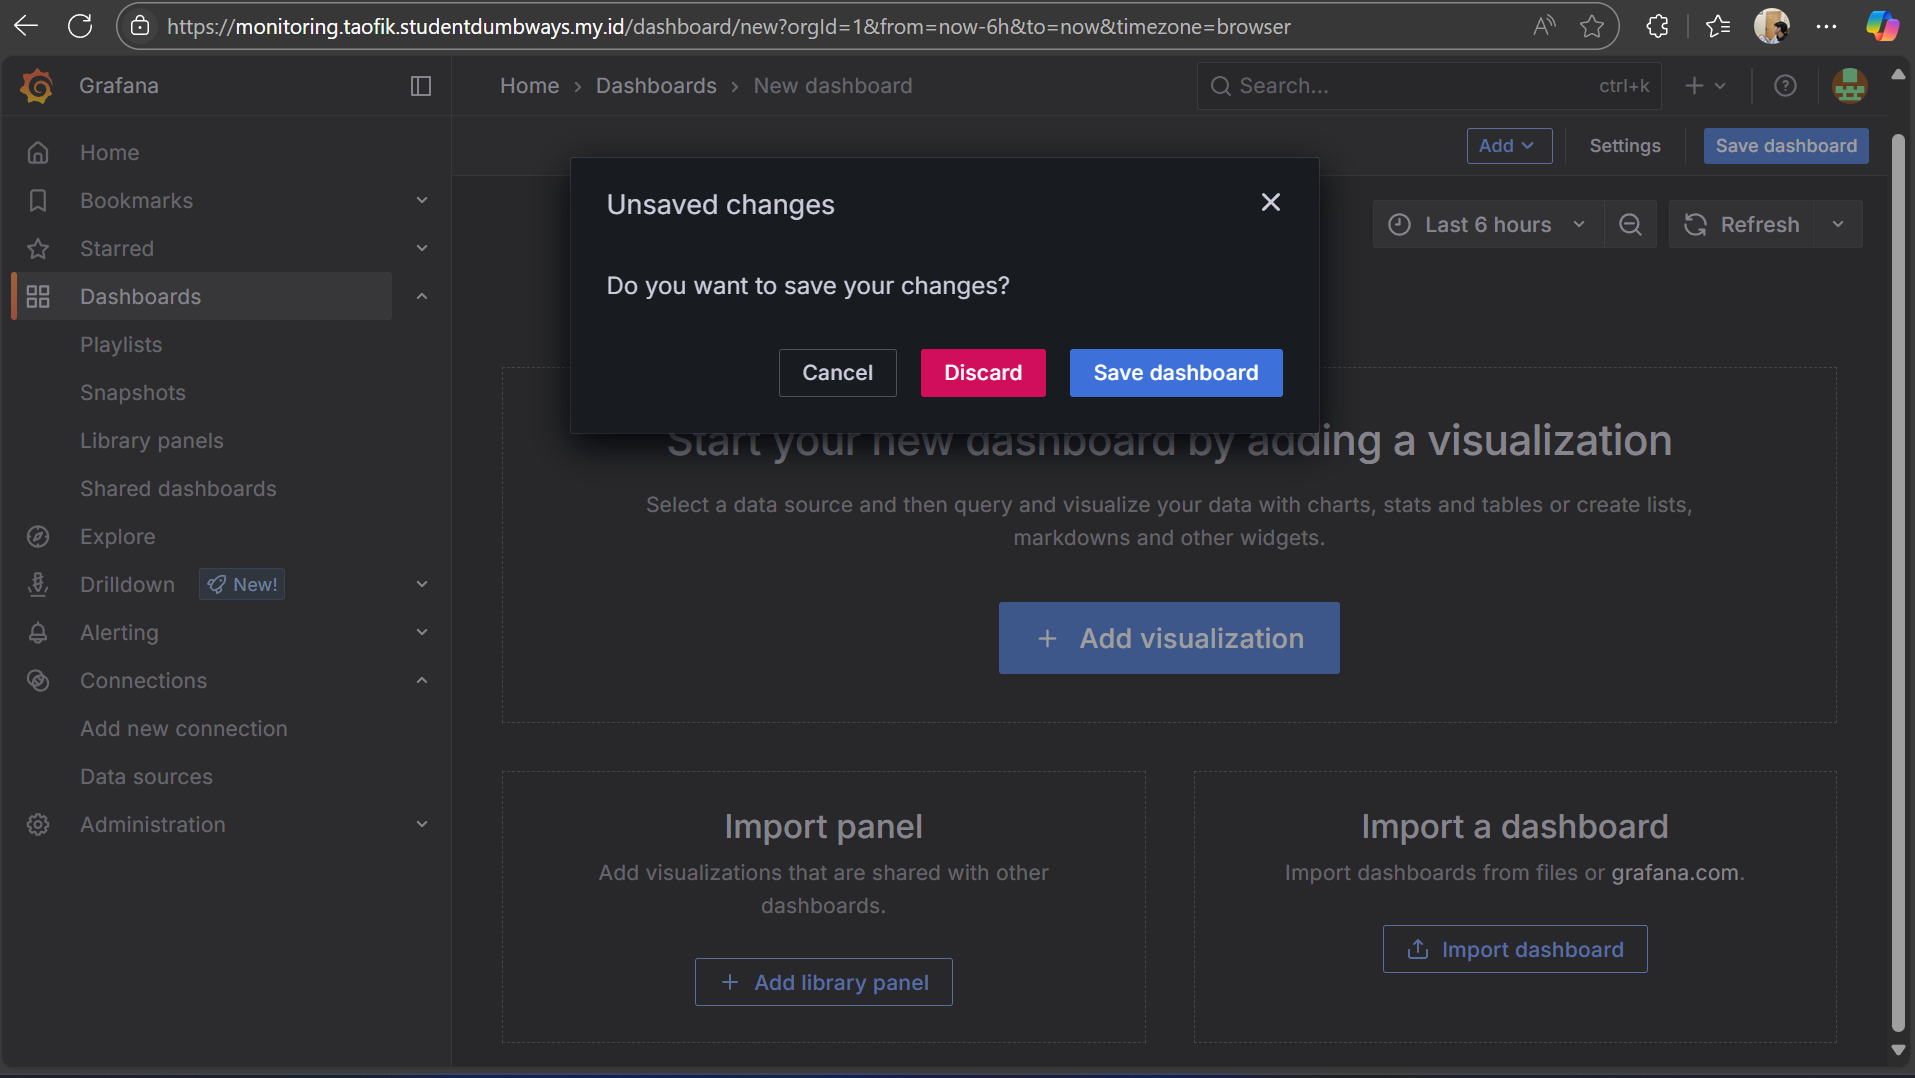 https://monitoring.taofik.studentdumbways.my.id/dashboard/new?orgId=1&from=now-6h&to=now&timezone=browser
Grafana
Home › Dashboards › New dashboard
Search...
ctrl+k
Add
Settings
Save dashboard
Home
Bookmarks
Starred
Dashboards
Playlists
Snapshots
Library panels
Shared dashboards
Explore
Drilldown
New!
Alerting
Connections
Add new connection
Data sources
Administration
Last 6 hours
Refresh
Unsaved changes
Do you want to save your changes?
Cancel
Discard
Save dashboard
Start your new dashboard by adding a visualization
Select a data source and then query and visualize your data with charts, stats and tables or create lists,
markdowns and other widgets.
+ Add visualization
Import panel
Add visualizations that are shared with other
dashboards.
+ Add library panel
Import a dashboard
Import dashboards from files or grafana.com.
Import dashboard